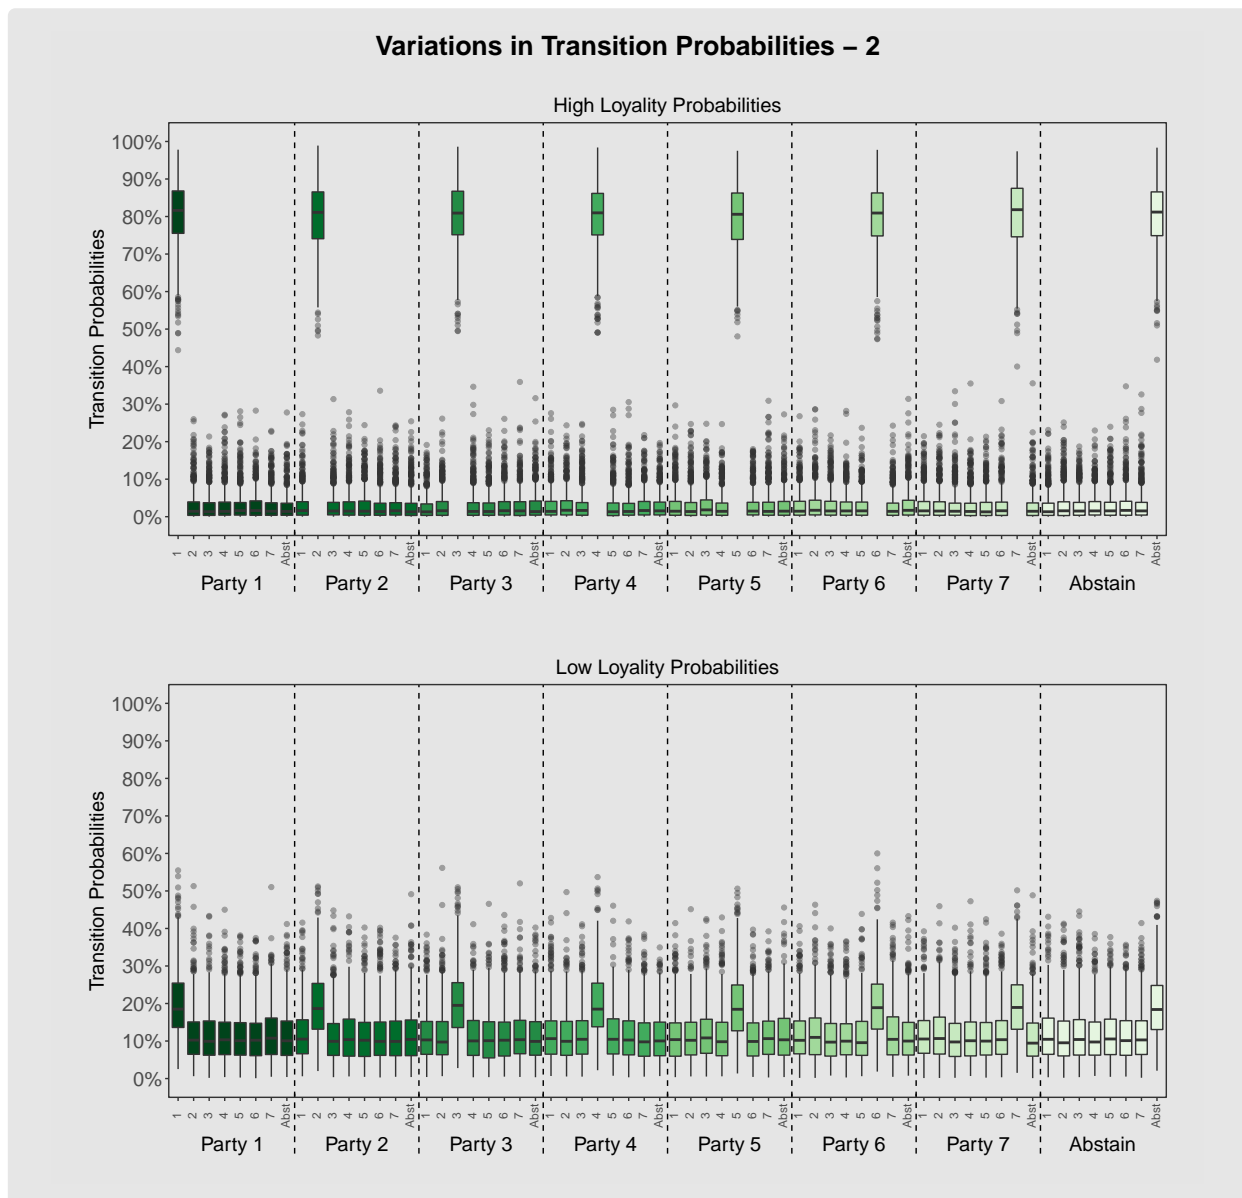 Variations in Transition Probabilities – 2
High Loyality Probabilities
Transition Probabilities
100%
90%
80%
70%
60%
50%
40%
30%
20%
10%
0%
1 2 3 4 5 6 7 Abst 1 2 3 4 5 6 7 Abst 1 2 3 4 5 6 7 Abst 1 2 3 4 5 6 7 Abst 1 2 3 4 5 6 7 Abst 1 2 3 4 5 6 7 Abst 1 2 3 4 5 6 7 Abst 1 2 3 4 5 6 7 Abst
Party 1 Party 2 Party 3 Party 4 Party 5 Party 6 Party 7 Abstain
Low Loyality Probabilities
Transition Probabilities
100%
90%
80%
70%
60%
50%
40%
30%
20%
10%
0%
1 2 3 4 5 6 7 Abst 1 2 3 4 5 6 7 Abst 1 2 3 4 5 6 7 Abst 1 2 3 4 5 6 7 Abst 1 2 3 4 5 6 7 Abst 1 2 3 4 5 6 7 Abst 1 2 3 4 5 6 7 Abst 1 2 3 4 5 6 7 Abst
Party 1 Party 2 Party 3 Party 4 Party 5 Party 6 Party 7 Abstain